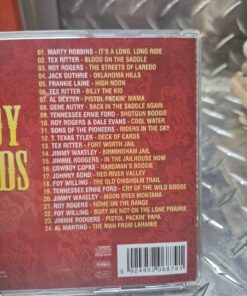 DY
DS
01. MARTY ROBBINS - IT'S A LONG, LONG RIDE
02. TEX RITTER - BLOOD ON THE SADDLE
03. ROY ROGERS - THE STREETS OF LAREDO
04. JACK GUTHRIE - OKLAHOMA HILLS
05. FRANKIE LAINE - HIGH NOON
06. TEX RITTER - BILLY THE KID
07. AL DEXTER - PISTOL PACKIN' MAMA
08. GENE AUTRY - BACK IN THE SADDLE AGAIN
09. TENNESSEE ERNIE FORD - SHOTGUN BOOGIE
10. ROY ROGERS & DALE EVANS - COOL WATER
11. SONS OF THE PIONEERS - RIDERS IN THE SKY
12. T. TEXAS TYLER - DECK OF CARDS
13. TEX RITTER - FORT WORTH JAIL
14. JIMMIE WAKELEY - BIRMINGHAM JAIL
15. JIMMIE RODGERS - IN THE JAILHOUSE NOW
16. COWBOY COPAS - HANGMAN'S BOOGIE
17. JOHNNY BOND - RED RIVER VALLEY
18. FOY WILLING - THE OLD CHISHOLM TRAIL
19. TENNESSEE ERNIE FORD - CRY OF THE WILD GOOSE
20. JIMMY WAKELEY - MOON OVER MONTANA
21. ROY ROGERS - HOME ON THE RANGE
22. FOY WILLING - BURY ME NOT ON THE LONE PRAIRIE
23. JIMMIE RODGERS - PISTOL PACKIN' PAPA
24. AL MARTINO - THE MAN FROM LARAMIE
5 024952 068791